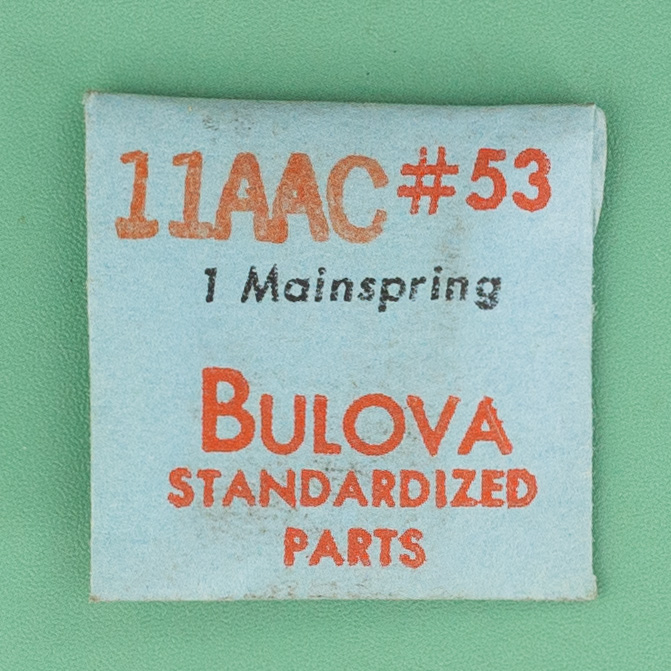 11AAC #53
1 Mainspring
BULOVA
STANDARDIZED
PARTS